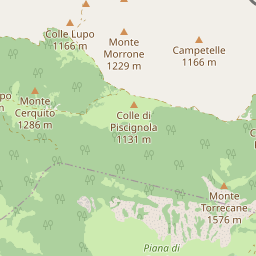 Colle Lupo
1166 m
Monte
Morrone
1229 m
Campetelle
1166 m
Monte
Cerquito
1286 m
Colle di
Piscignola
1131 m
Monte
Torrecane
1576 m
Piana di